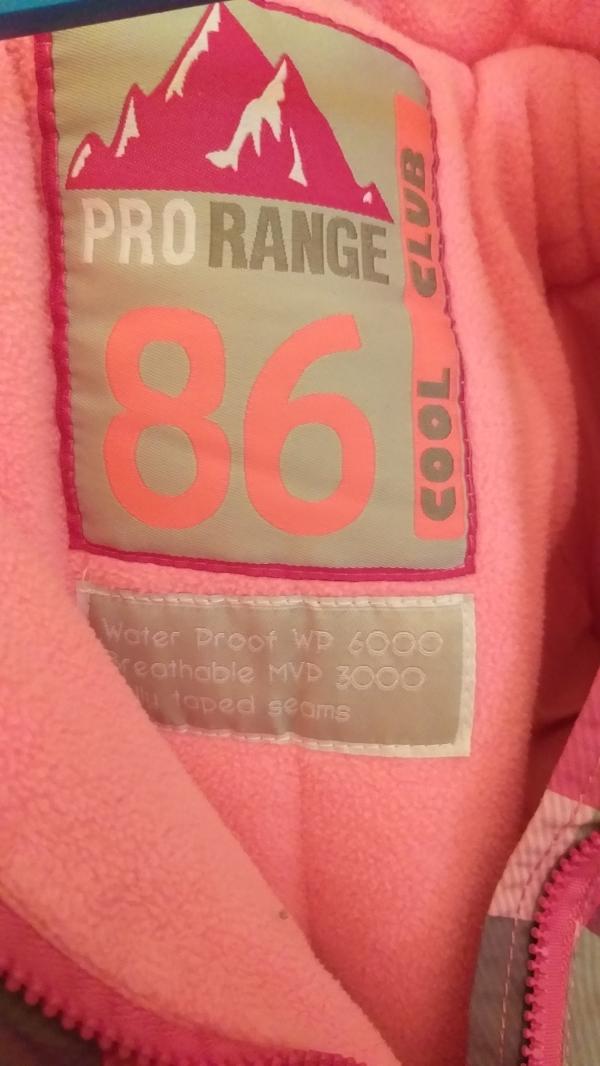 PRO RANGE
86
COOL CLUB
Water Proof WP 6000
Breathable MVP 3000
taped seams